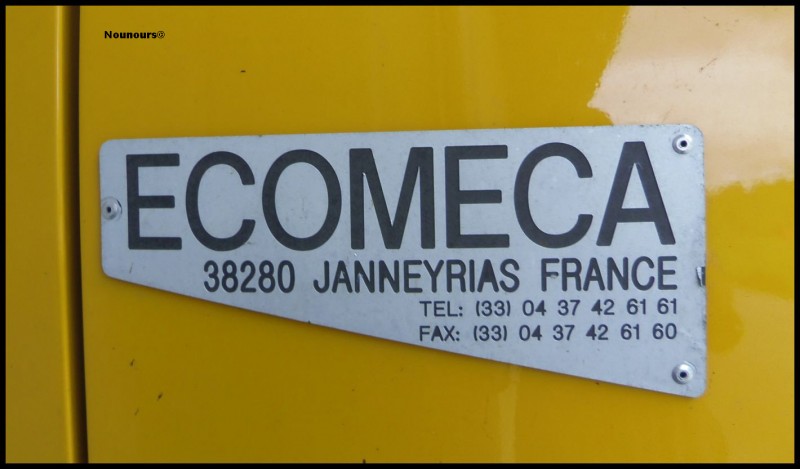 Nounours®
ECOMECA
38280 JANNEYRIAS FRANCE
TEL: (33) 04 37 42 61 61
FAX: (33) 04 37 42 61 60